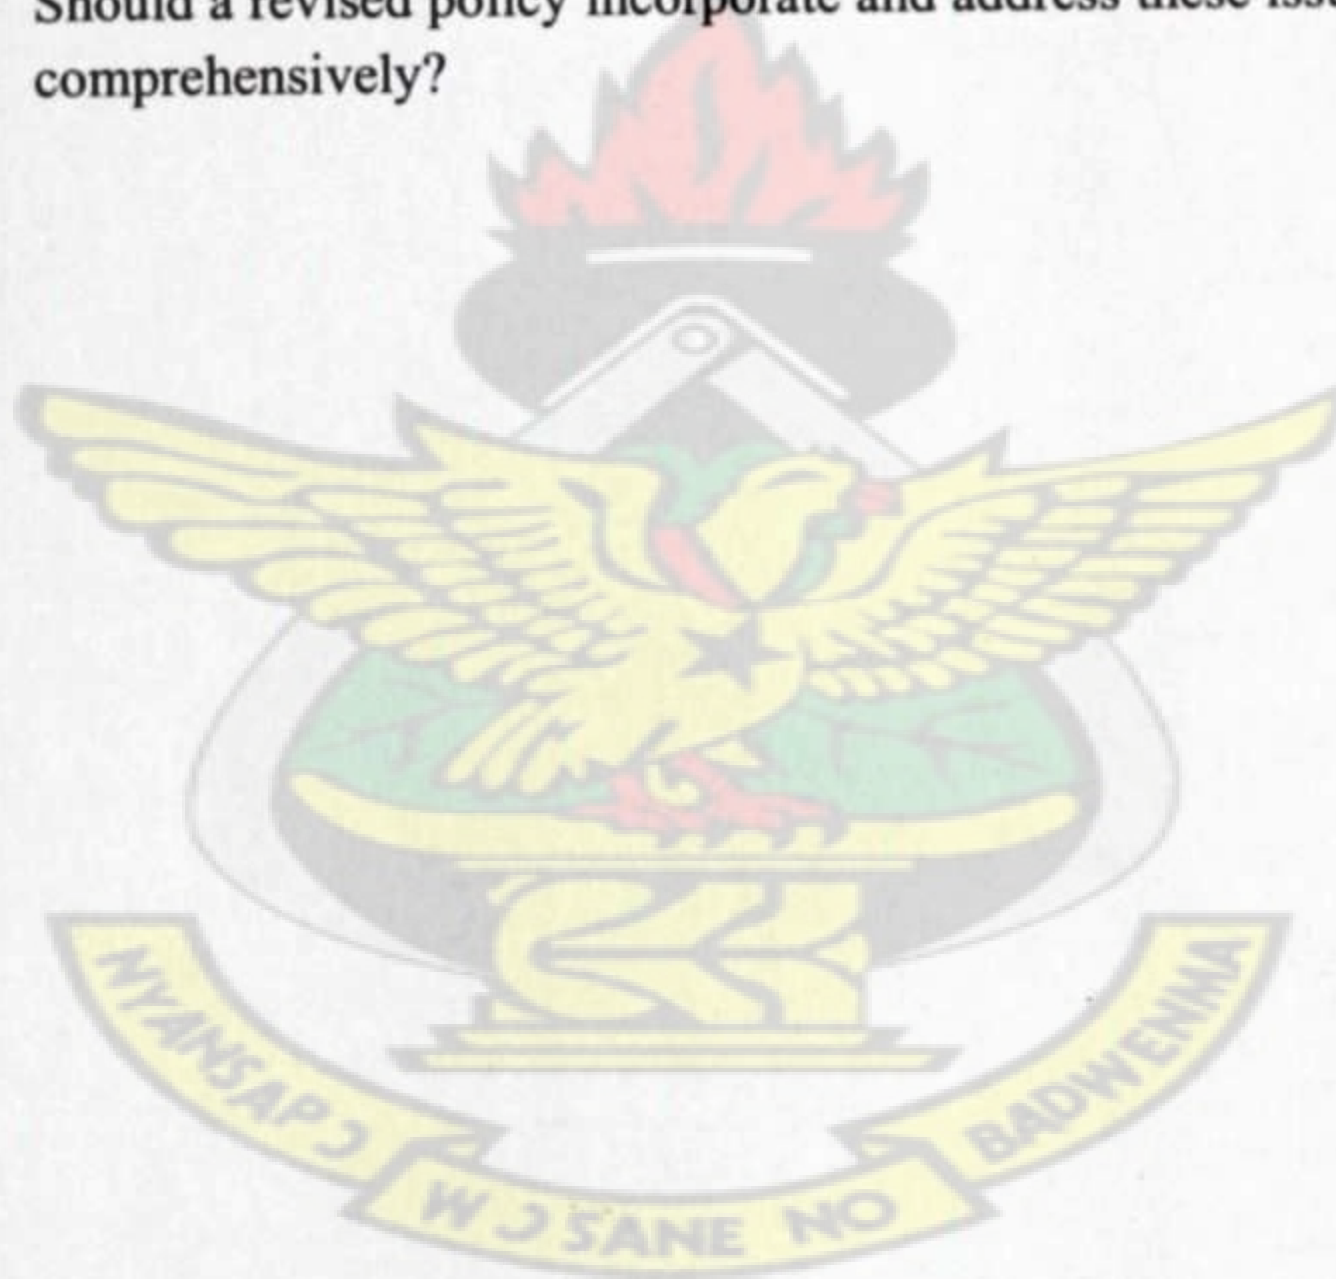 Should a revised policy incorporate and address these
comprehensively?
NYANSAPƆ
WƆSANE NO
BADWENMA